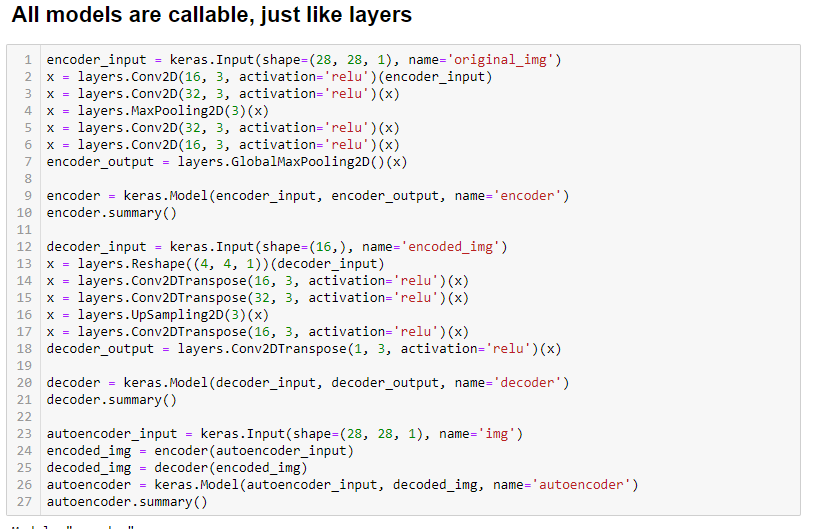 All models are callable, just like layers
1 encoder_input = keras.Input(shape=(28, 28, 1), name='original_img')
2 x = layers.Conv2D(16, 3, activation='relu')(encoder_input)
3 x = layers.Conv2D(32, 3, activation='relu')(x)
4 x = layers.MaxPooling2D(3)(x)
5 x = layers.Conv2D(32, 3, activation='relu')(x)
6 x = layers.Conv2D(16, 3, activation='relu')(x)
7 encoder_output = layers.GlobalMaxPooling2D()(x)
8
9 encoder = keras.Model(encoder_input, encoder_output, name='encoder')
10 encoder.summary()
11
12 decoder_input = keras.Input(shape=(16,), name='encoded_img')
13 x = layers.Reshape((4, 4, 1))(decoder_input)
14 x = layers.Conv2DTranspose(16, 3, activation='relu')(x)
15 x = layers.Conv2DTranspose(32, 3, activation='relu')(x)
16 x = layers.UpSampling2D(3)(x)
17 x = layers.Conv2DTranspose(16, 3, activation='relu')(x)
18 decoder_output = layers.Conv2DTranspose(1, 3, activation='relu')(x)
19
20 decoder = keras.Model(decoder_input, decoder_output, name='decoder')
21 decoder.summary()
22
23 autoencoder_input = keras.Input(shape=(28, 28, 1), name='img')
24 encoded_img = encoder(autoencoder_input)
25 decoded_img = decoder(encoded_img)
26 autoencoder = keras.Model(autoencoder_input, decoded_img, name='autoencoder')
27 autoencoder.summary()